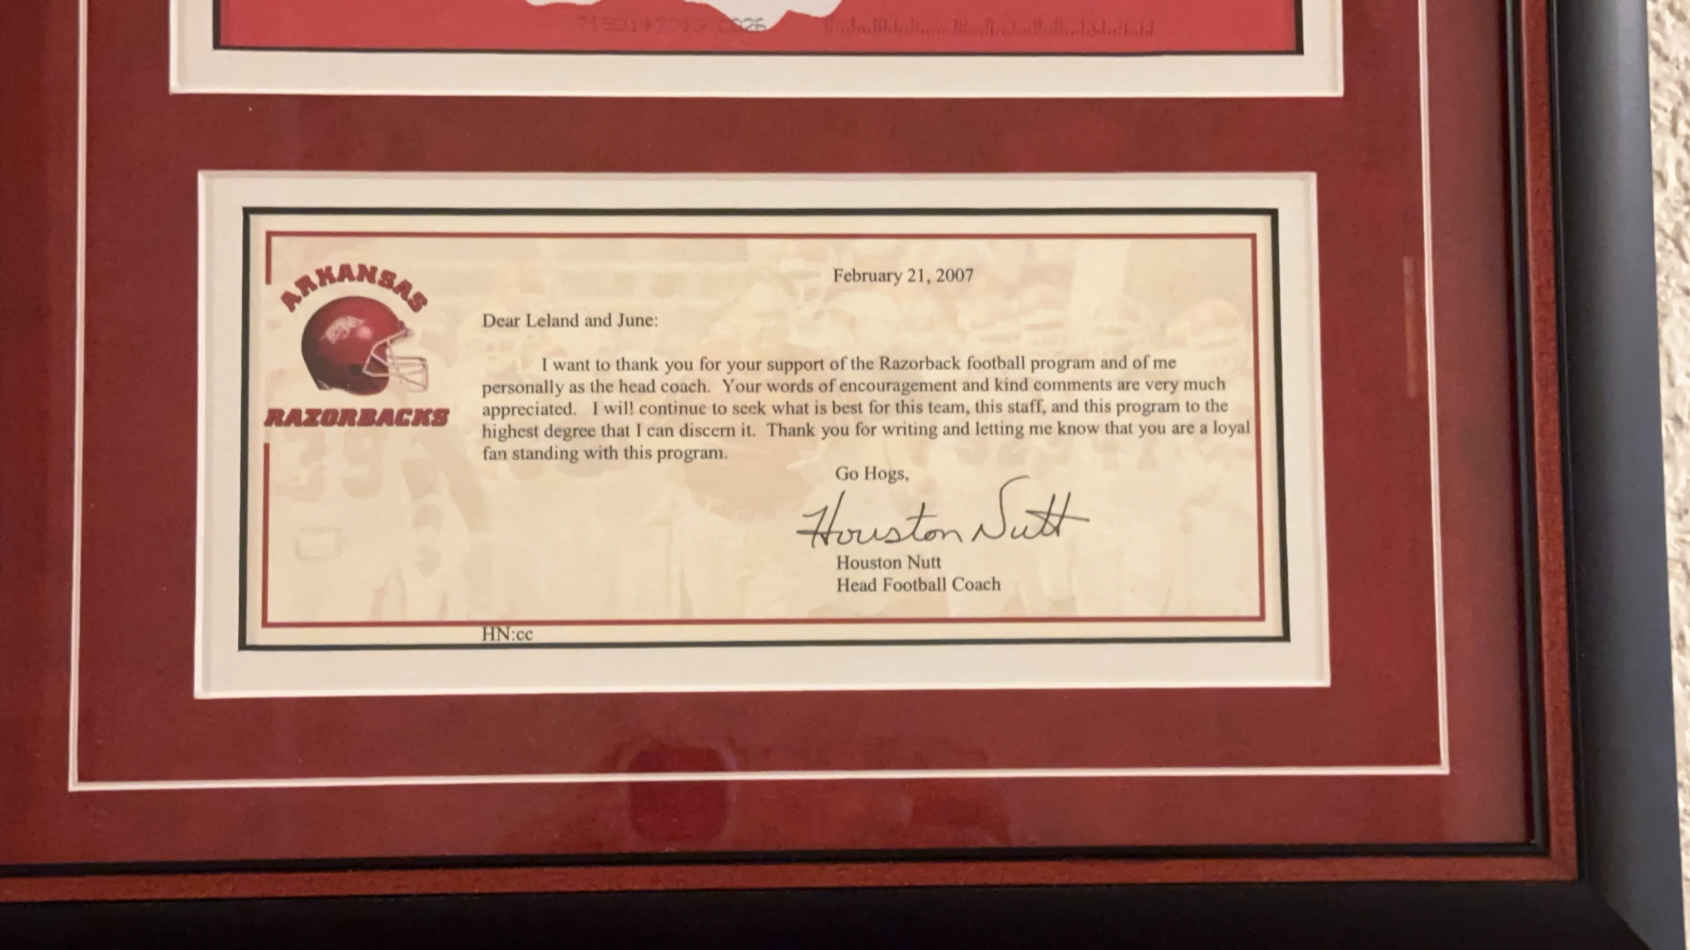 0026
ARKANSAS
RAZORBACKS
February 21, 2007
Dear Leland and June:
I want to thank you for your support of the Razorback football program and of me
personally as the head coach. Your words of encouragement and kind comments are very much
appreciated. I will continue to seek what is best for this team, this staff, and this program to the
highest degree that I can discern it. Thank you for writing and letting me know that you are a loyal
fan standing with this program.
Go Hogs,
Houston Nutt
Houston Nutt
Head Football Coach
HN:cc